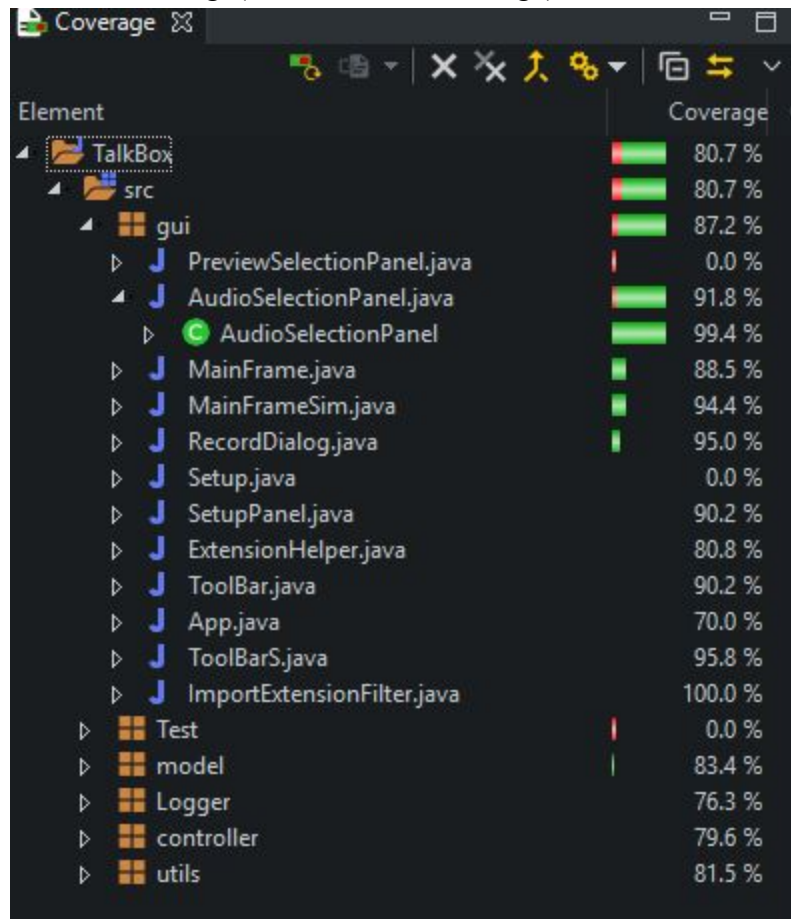 Coverage
Element Coverage
TalkBox 80.7 %
src 80.7 %
gui 87.2 %
PreviewSelectionPanel.java 0.0 %
AudioSelectionPanel.java 91.8 %
C AudioSelectionPanel 99.4 %
MainFrame.java 88.5 %
MainFrameSim.java 94.4 %
RecordDialog.java 95.0 %
Setup.java 0.0 %
SetupPanel.java 90.2 %
ExtensionHelper.java 80.8 %
ToolBar.java 90.2 %
App.java 70.0 %
ToolBarS.java 95.8 %
ImportExtensionFilter.java 100.0 %
Test 0.0 %
model 83.4 %
Logger 76.3 %
controller 79.6 %
utils 81.5 %